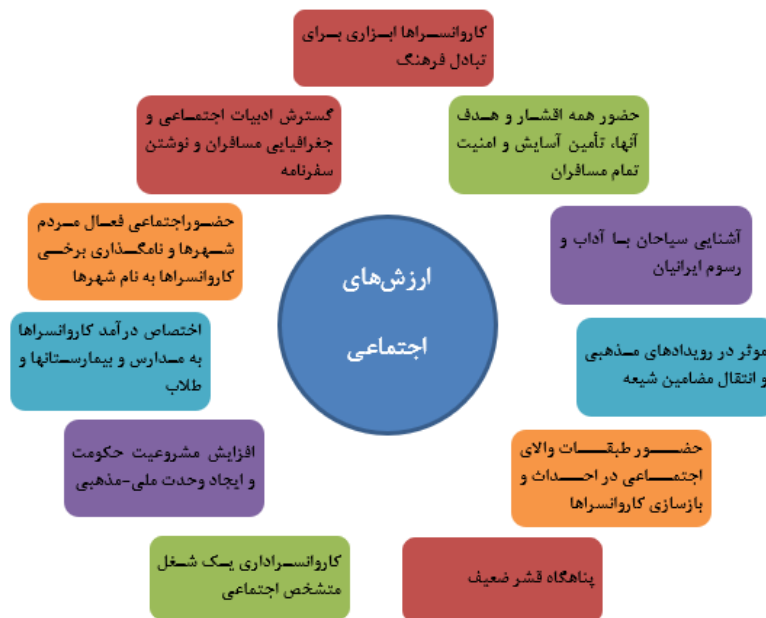 کاروانسراها ابزاری برای
تبادل فرهنگ
حضور همه اقشار و هدف
آنها، تأمین آسایش و امنیت
تمام مسافران
گسترش ادبیات اجتماعی و
جغرافیایی مسافران و نوشتن
سفرنامه
آشنایی سیاحان با آداب و
رسوم ایرانیان
حضوراجتماعی فعال مردم
شهرها و نامگذاری برخی
کاروانسراها به نام شهرها
ارزش‌های
اجتماعی
موثر در رویدادهای مذهبی
و انتقال مضامین شیعه
اختصاص درآمد کاروانسراها
به مدارس و بیمارستانها و
طلاب
حضور طبقات والای
اجتماعی در احداث و
بازسازی کاروانسراها
افزایش مشروعیت حکومت
و ایجاد وحدت ملی-مذهبی
پناهگاه قشر ضعیف
کاروانسراداری یک شغل
متشخص اجتماعی